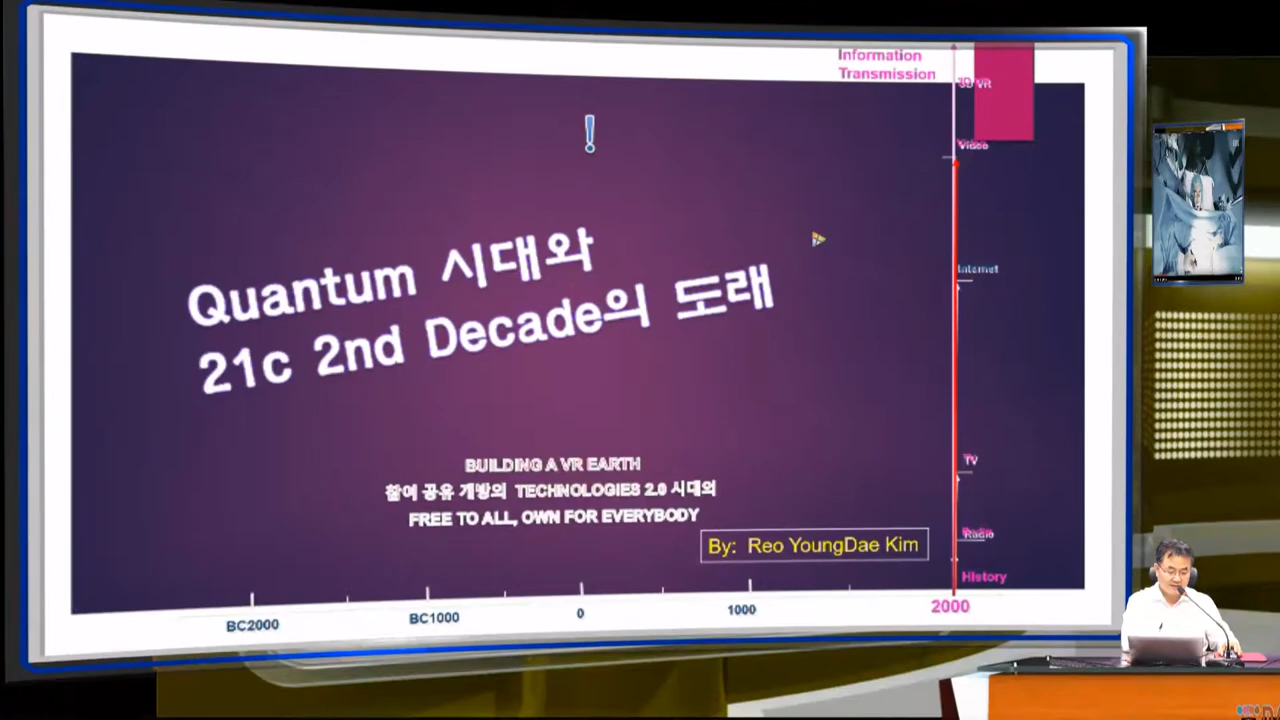 Information
Transmission
3D VR
!
Video
Quantum 시대와
21c 2nd Decade의 도래
Internet
TV
BUILDING A VR EARTH
참여 공유 개방의 TECHNOLOGIES 2.0 시대의
FREE TO ALL, OWN FOR EVERYBODY
Radio
By: Reo YoungDae Kim
History
BC2000
BC1000
0
1000
2000